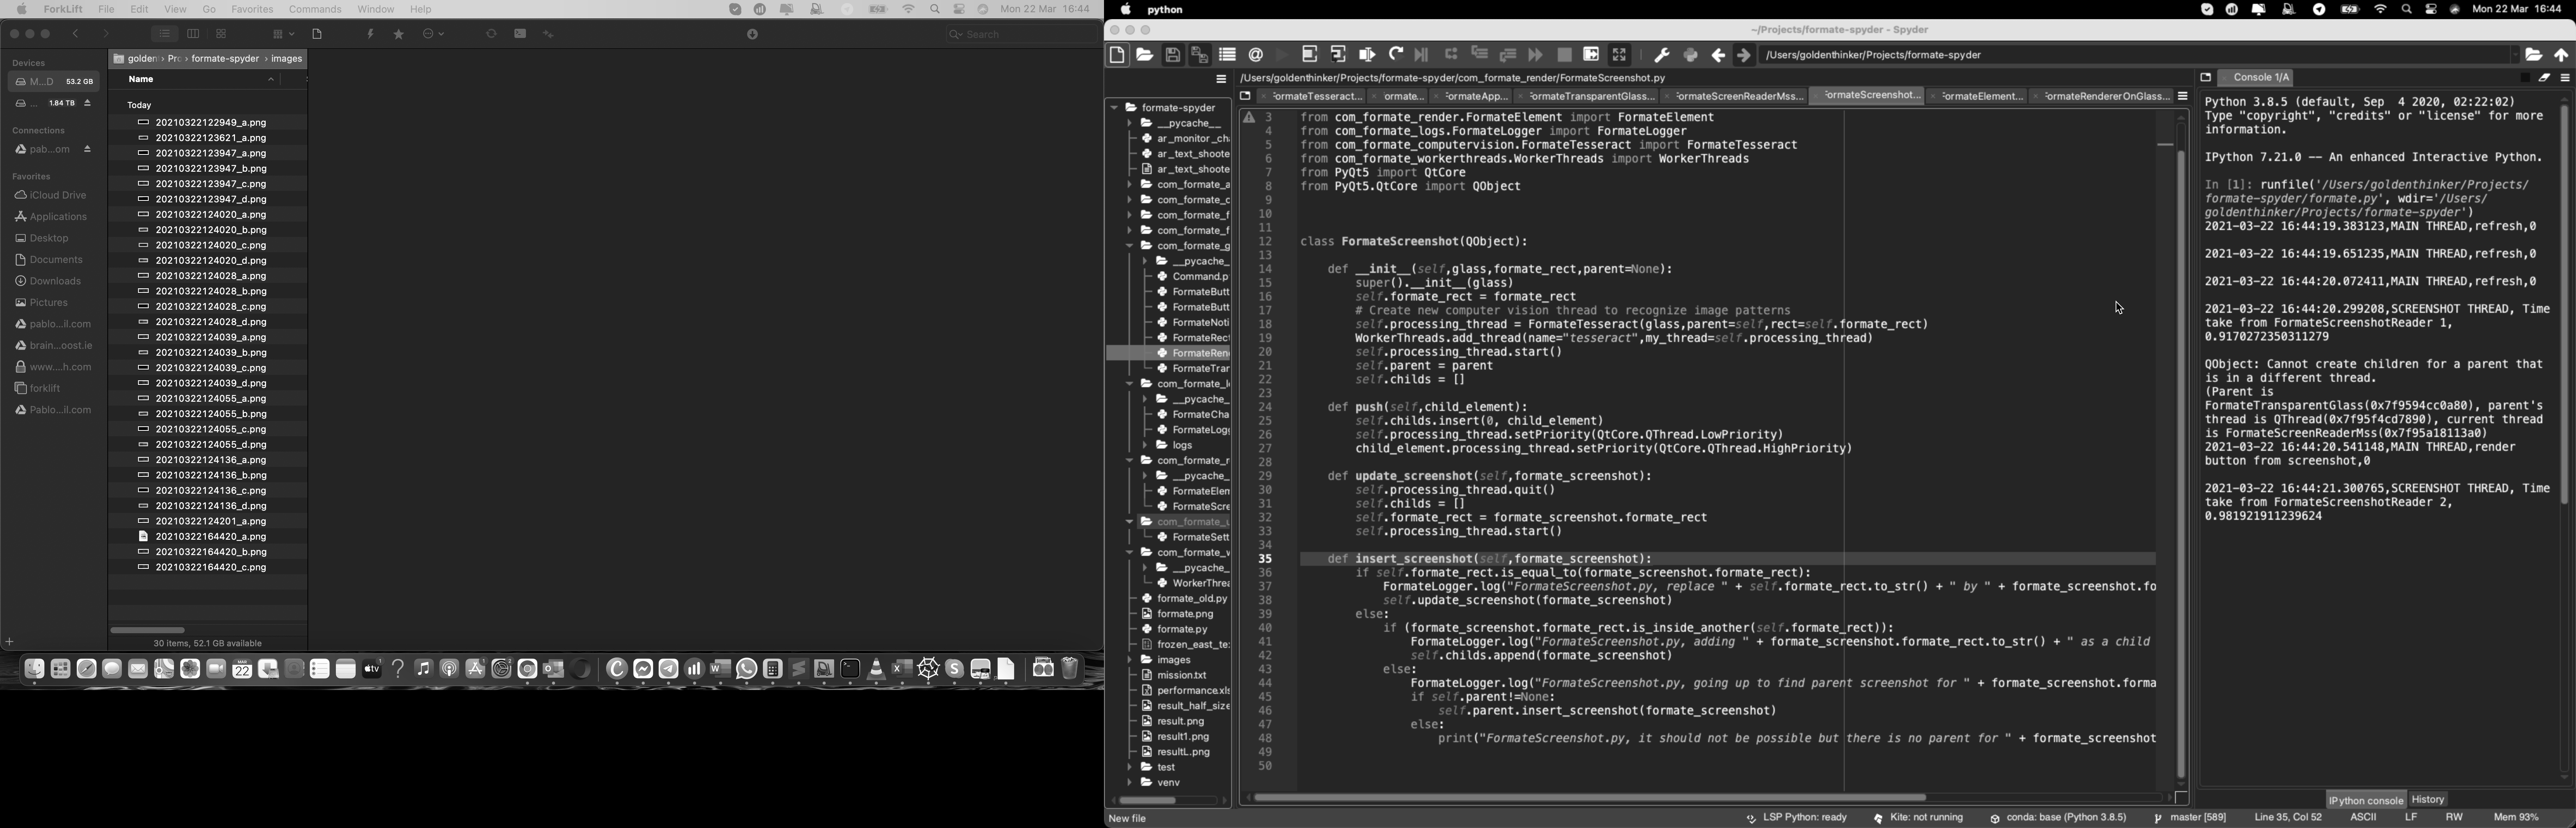 ForkLift File Edit View Go Favorites Commands Window Help
Mon 22 Mar 16:44
Search
Devices
M...D 53.2 GB
... 1.84 TB
Connections
pab...om
Favorites
iCloud Drive
Applications
Desktop
Documents
Downloads
Pictures
pablo...il.com
brain...oost.ie
www....h.com
forklift
Pablo...il.com
golden › Prc › formate-spyder › images
Name
Today
20210322122949_a.png
20210322123621_a.png
20210322123947_a.png
20210322123947_b.png
20210322123947_c.png
20210322123947_d.png
20210322124020_a.png
20210322124020_b.png
20210322124020_c.png
20210322124020_d.png
20210322124028_a.png
20210322124028_b.png
20210322124028_c.png
20210322124028_d.png
20210322124039_a.png
20210322124039_b.png
20210322124039_c.png
20210322124039_d.png
20210322124055_a.png
20210322124055_b.png
20210322124055_c.png
20210322124055_d.png
20210322124136_a.png
20210322124136_b.png
20210322124136_c.png
20210322124136_d.png
20210322124201_a.png
20210322164420_a.png
20210322164420_b.png
20210322164420_c.png
30 items, 52.1 GB available
python
Mon 22 Mar 16:44
~/Projects/formate-spyder - Spyder
/Users/goldenthinker/Projects/formate-spyder
/Users/goldenthinker/Projects/formate-spyder/com_formate_render/FormateScreenshot.py
formate-spyder
__pycache__
ar_monitor_ch
ar_text_shoote
ar_text_shoote
com_formate_a
com_formate_c
com_formate_f
com_formate_f
com_formate_g
__pycache_
Command.p
FormateButt
FormateButt
FormateNoti
FormateRect
FormateRen
FormateTrar
com_formate_l
__pycache_
FormateCha
FormateLogg
logs
com_formate_r
__pycache_
FormateElen
FormateScre
com_formate_u
FormateSett
com_formate_v
__pycache_
WorkerThre
formate_old.py
formate.png
formate.py
frozen_east_te
images
mission.txt
performance.xls
result_half_size
result.png
result1.png
resultL.png
test
venv
ormateTesseract... ormate... ormateApp... ormateTransparentGlass... ormateScreenReaderMss... ormateScreenshot... ormateElement... ormateRendererOnGlass...
3 from com_formate_render.FormateElement import FormateElement
4 from com_formate_logs.FormateLogger import FormateLogger
5 from com_formate_computervision.FormateTesseract import FormateTesseract
6 from com_formate_workerthreads.WorkerThreads import WorkerThreads
7 from PyQt5 import QtCore
8 from PyQt5.QtCore import QObject
9
10
11
12 class FormateScreenshot(QObject):
13
14 def __init__(self,glass,formate_rect,parent=None):
15 super().__init__(glass)
16 self.formate_rect = formate_rect
17 # Create new computer vision thread to recognize image patterns
18 self.processing_thread = FormateTesseract(glass,parent=self,rect=self.formate_rect)
19 WorkerThreads.add_thread(name="tesseract",my_thread=self.processing_thread)
20 self.processing_thread.start()
21 self.parent = parent
22 self.childs = []
23
24 def push(self,child_element):
25 self.childs.insert(0, child_element)
26 self.processing_thread.setPriority(QtCore.QThread.LowPriority)
27 child_element.processing_thread.setPriority(QtCore.QThread.HighPriority)
28
29 def update_screenshot(self,formate_screenshot):
30 self.processing_thread.quit()
31 self.childs = []
32 self.formate_rect = formate_screenshot.formate_rect
33 self.processing_thread.start()
34
35 def insert_screenshot(self,formate_screenshot):
36 if self.formate_rect.is_equal_to(formate_screenshot.formate_rect):
37 FormateLogger.log("FormateScreenshot.py, replace " + self.formate_rect.to_str() + " by " + formate_screenshot.fo
38 self.update_screenshot(formate_screenshot)
39 else:
40 if (formate_screenshot.formate_rect.is_inside_another(self.formate_rect)):
41 FormateLogger.log("FormateScreenshot.py, adding " + formate_screenshot.formate_rect.to_str() + " as a child
42 self.childs.append(formate_screenshot)
43 else:
44 FormateLogger.log("FormateScreenshot.py, going up to find parent screenshot for " + formate_screenshot.forma
45 if self.parent!=None:
46 self.parent.insert_screenshot(formate_screenshot)
47 else:
48 print("FormateScreenshot.py, it should not be possible but there is no parent for " + formate_screenshot
49
50
Console 1/A
Python 3.8.5 (default, Sep 4 2020, 02:22:02)
Type "copyright", "credits" or "license" for more
information.
IPython 7.21.0 -- An enhanced Interactive Python.
In [1]: runfile('/Users/goldenthinker/Projects/
formate-spyder/formate.py', wdir='/Users/
goldenthinker/Projects/formate-spyder')
2021-03-22 16:44:19.383123,MAIN THREAD,refresh,0
2021-03-22 16:44:19.651235,MAIN THREAD,refresh,0
2021-03-22 16:44:20.072411,MAIN THREAD,refresh,0
2021-03-22 16:44:20.299208,SCREENSHOT THREAD, Time
take from FormateScreenshotReader 1,
0.9170272350311279
QObject: Cannot create children for a parent that
is in a different thread.
(Parent is
FormateTransparentGlass(0x7f9594cc0a80), parent's
thread is QThread(0x7f95f4cd7890), current thread
is FormateScreenReaderMss(0x7f95a18113a0)
2021-03-22 16:44:20.541148,MAIN THREAD,render
button from screenshot,0
2021-03-22 16:44:21.300765,SCREENSHOT THREAD, Time
take from FormateScreenshotReader 2,
0.981921911239624
IPython console History
New file
LSP Python: ready Kite: not running conda: base (Python 3.8.5) master [589] Line 35, Col 52 ASCII LF RW Mem 93%